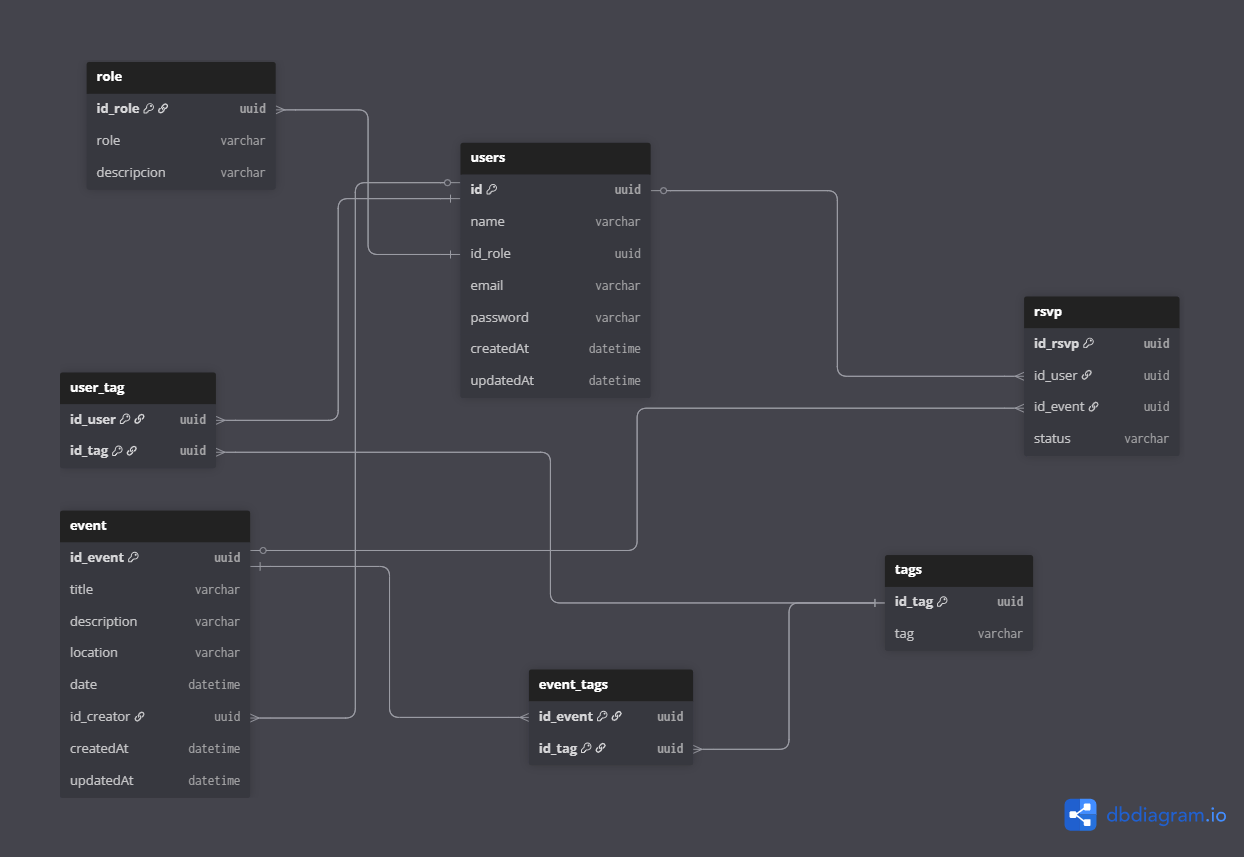 role
id_role uuid
role varchar
descripcion varchar
users
id uuid
name varchar
id_role uuid
email varchar
password varchar
createdAt datetime
updatedAt datetime
rsvp
id_rsvp uuid
id_user uuid
id_event uuid
status varchar
user_tag
id_user uuid
id_tag uuid
event
id_event uuid
title varchar
description varchar
location varchar
date datetime
id_creator uuid
createdAt datetime
updatedAt datetime
tags
id_tag uuid
tag varchar
event_tags
id_event uuid
id_tag uuid
dbdiagram.io